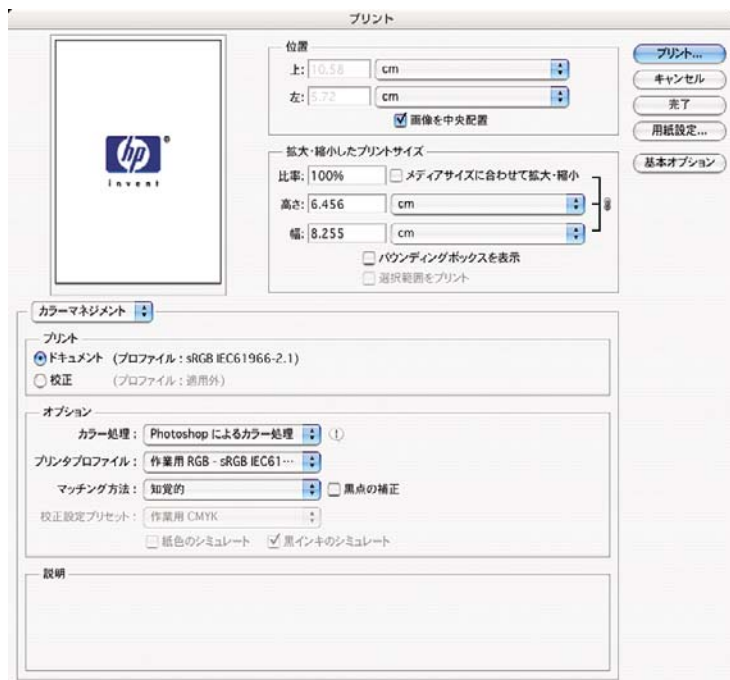 プリント
hp
invent
位置
上: 10.58 cm
左: 5.72 cm
画像を中央配置
拡大・縮小したプリントサイズ
比率: 100% メディアサイズに合わせて拡大・縮小
高さ: 6.456 cm
幅: 8.255 cm
バウンディングボックスを表示
選択範囲をプリント
プリント...
キャンセル
完了
用紙設定...
基本オプション
カラーマネジメント
プリント
ドキュメント (プロファイル : sRGB IEC61966-2.1)
校正 (プロファイル : 適用外)
オプション
カラー処理 : Photoshop によるカラー処理
プリンタプロファイル : 作業用 RGB - sRGB IEC61…
マッチング方法 : 知覚的 黒点の補正
校正設定プリセット : 作業用 CMYK
紙色のシミュレート 黒インキのシミュレート
説明